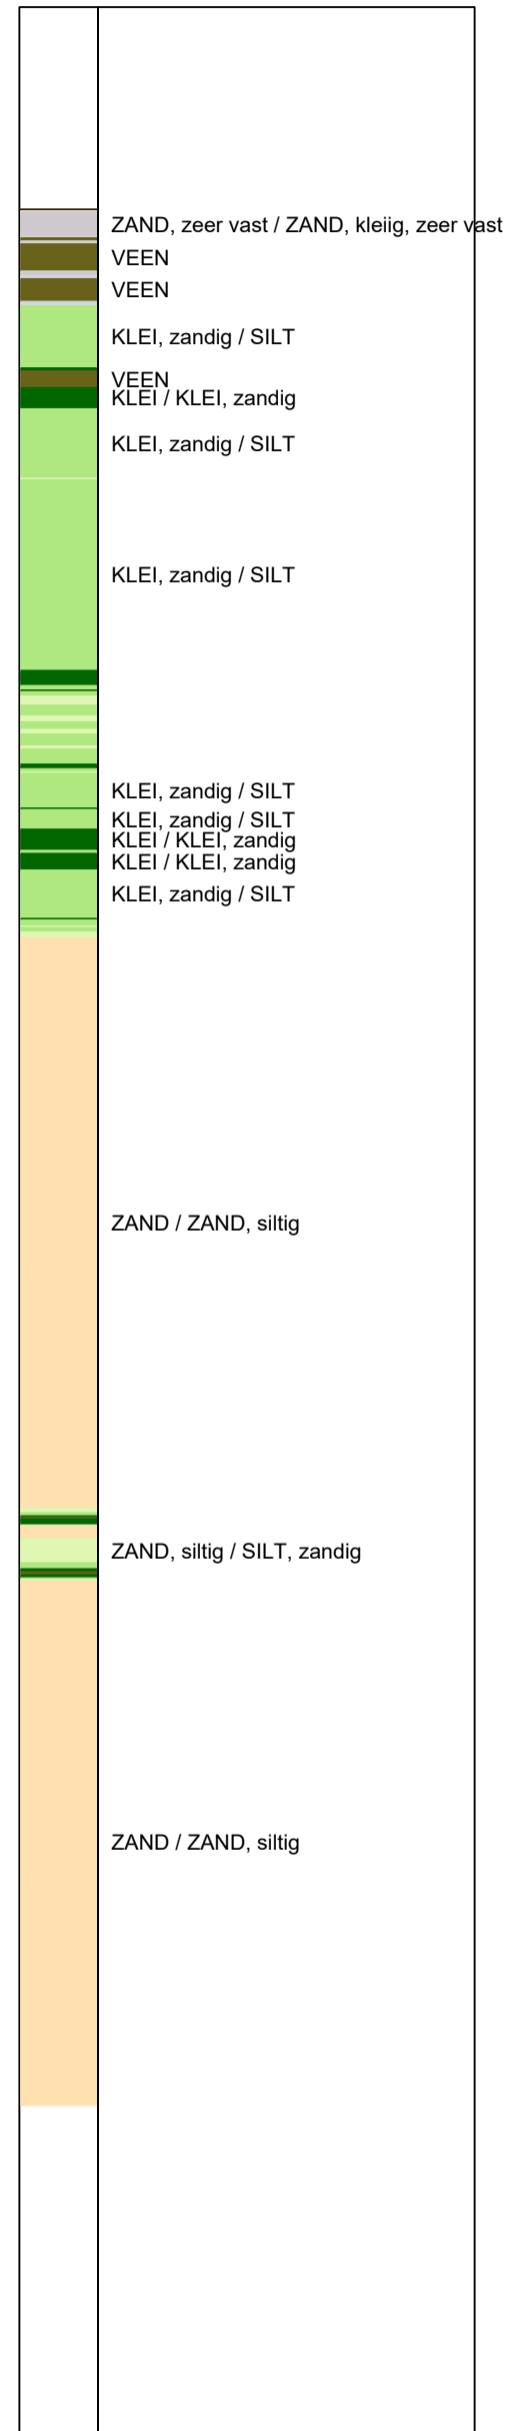 ZAND, zeer vast / ZAND, kleiig, zeer vast
VEEN
VEEN
KLEI, zandig / SILT
VEEN
KLEI / KLEI, zandig
KLEI, zandig / SILT
KLEI, zandig / SILT
KLEI, zandig / SILT
KLEI, zandig / SILT
KLEI / KLEI, zandig
KLEI / KLEI, zandig
KLEI, zandig / SILT
ZAND / ZAND, siltig
ZAND, siltig / SILT, zandig
ZAND / ZAND, siltig